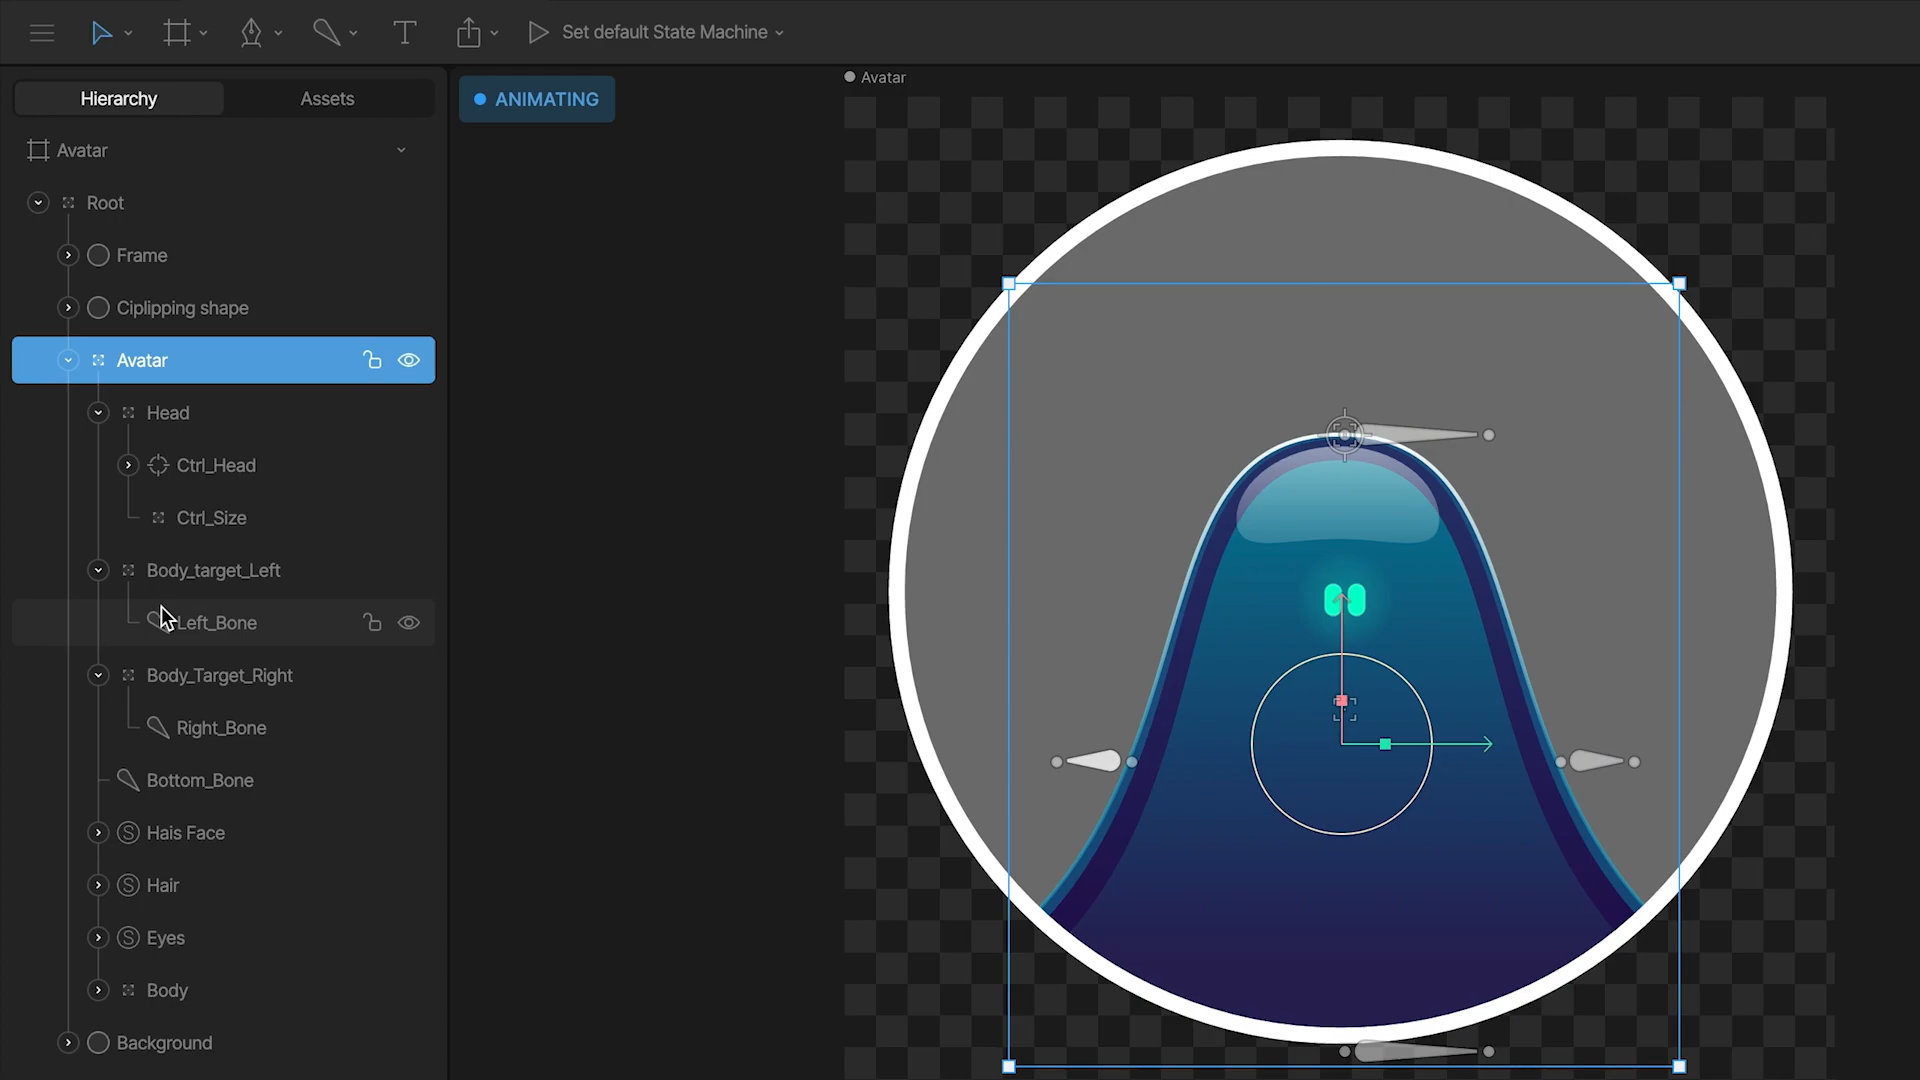 Set default State Machine
Hierarchy
Assets
ANIMATING
Avatar
Avatar
Root
Frame
Ciplipping shape
Avatar
Head
Ctrl_Head
Ctrl_Size
Body_target_Left
Left_Bone
Body_Target_Right
Right_Bone
Bottom_Bone
Hais Face
Hair
Eyes
Body
Background